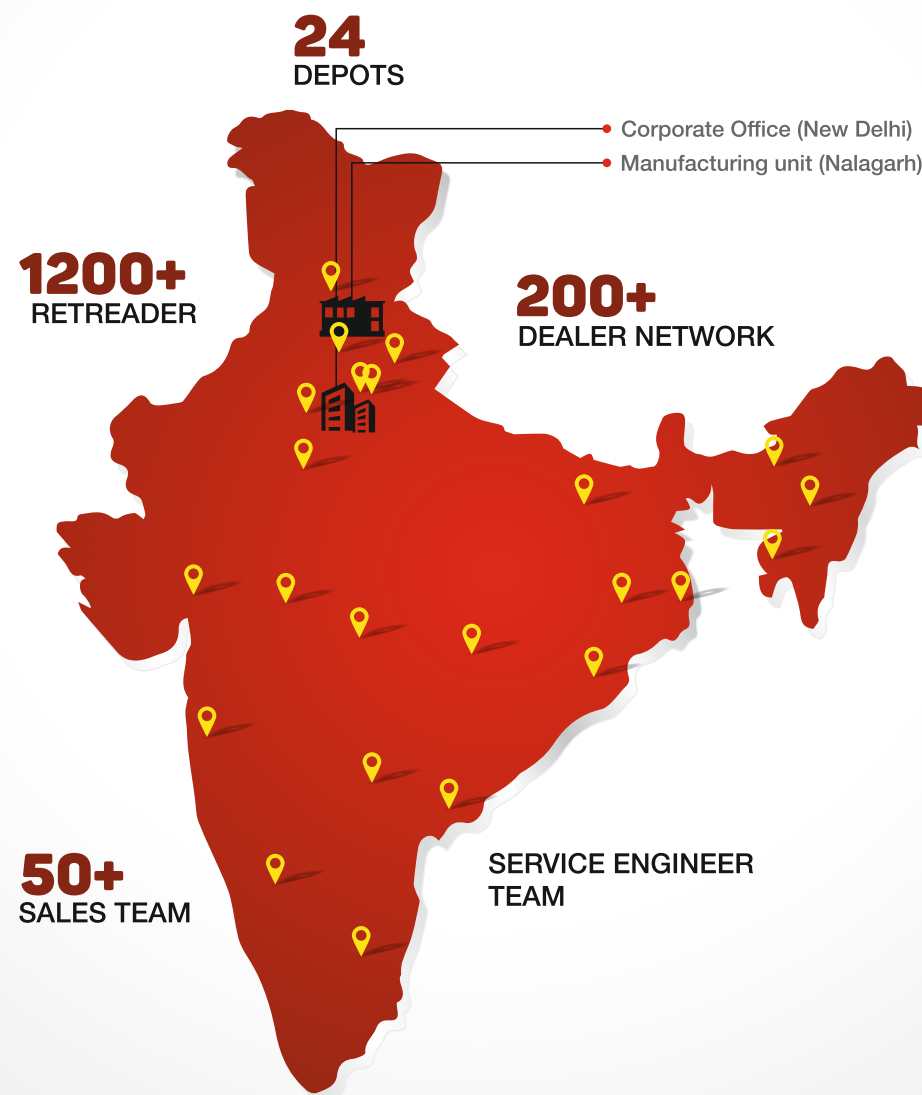 24
DEPOTS
Corporate Office (New Delhi)
Manufacturing unit (Nalagarh)
1200+
RETREADER
200+
DEALER NETWORK
50+
SALES TEAM
SERVICE ENGINEER
TEAM